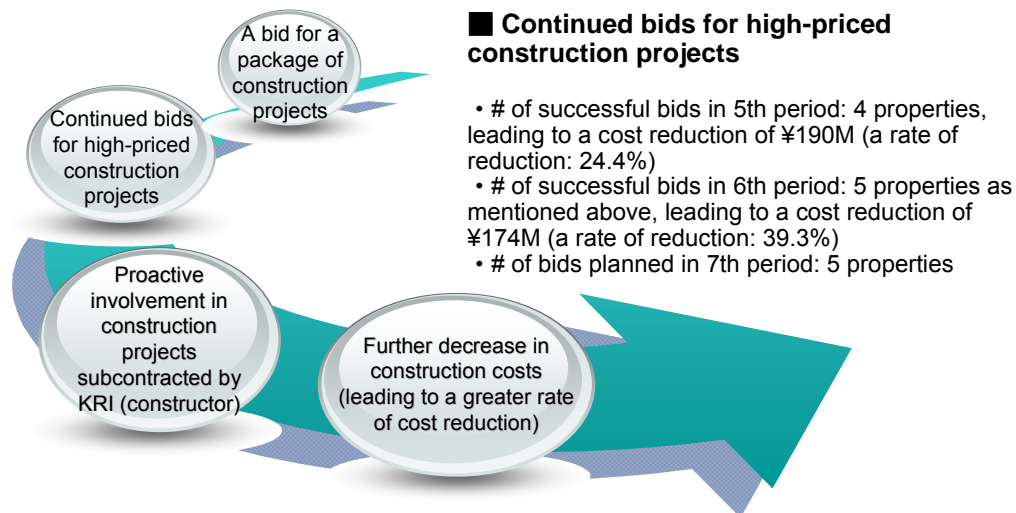 A bid for a
package of
construction
projects
Continued bids
for high-priced
construction
projects
Proactive
involvement in
construction
projects
subcontracted by
KRI (constructor)
Further decrease in
construction costs
(leading to a greater rate
of cost reduction)
■ Continued bids for high-priced
construction projects
・# of successful bids in 5th period: 4 properties,
leading to a cost reduction of ¥190M (a rate of
reduction: 24.4%)
・# of successful bids in 6th period: 5 properties as
mentioned above, leading to a cost reduction of
¥174M (a rate of reduction: 39.3%)
・# of bids planned in 7th period: 5 properties